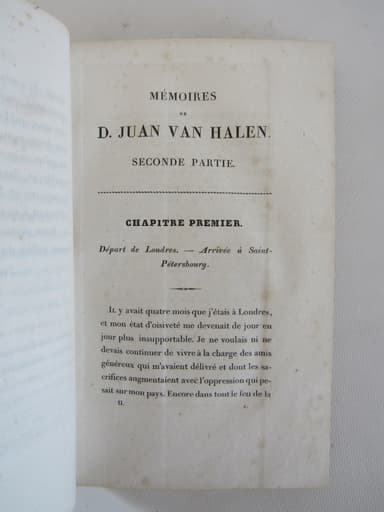 MÉMOIRES
DE
D. JUAN VAN HALEN.
SECONDE PARTIE.
CHAPITRE PREMIER.
Départ de Londres. — Arrivée à Saint-
Pétersbourg.
IL y avait quatre mois que j'étais à Londres,
et mon état d'oisiveté me devenait de jour en
jour plus insupportable. Je ne voulais ni ne
devais continuer de vivre à la charge des amis
généreux qui m'avaient délivré et dont les sa-
crifices augmentaient avec l'oppression qui pe-
sait sur mon pays. Encore dans tout le feu de la
II.